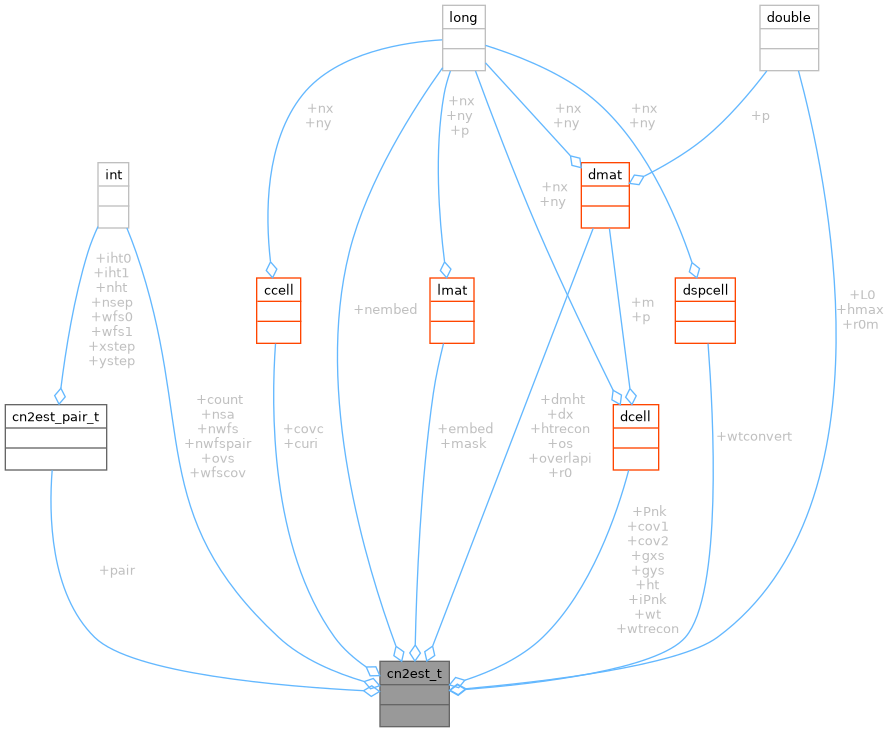 long
double
+nx
+ny
+nx
+ny
+p
+nx
+ny
+nx
+ny
+p
int
dmat
+nx
+ny
+iht0
+iht1
+nht
+nsep
+wfs0
+wfs1
+xstep
+ystep
ccell
lmat
dspcell
+nembed
+m
+p
+L0
+hmax
+r0m
cn2est_pair_t
+count
+nsa
+nwfs
+nwfspair
+ovs
+wfscov
+covc
+curi
+embed
+mask
+dmht
+dx
+htrecon
+os
+overlapi
+r0
dcell
+wtconvert
+Pnk
+cov1
+cov2
+gxs
+gys
+ht
+iPnk
+wt
+wtrecon
+pair
cn2est_t